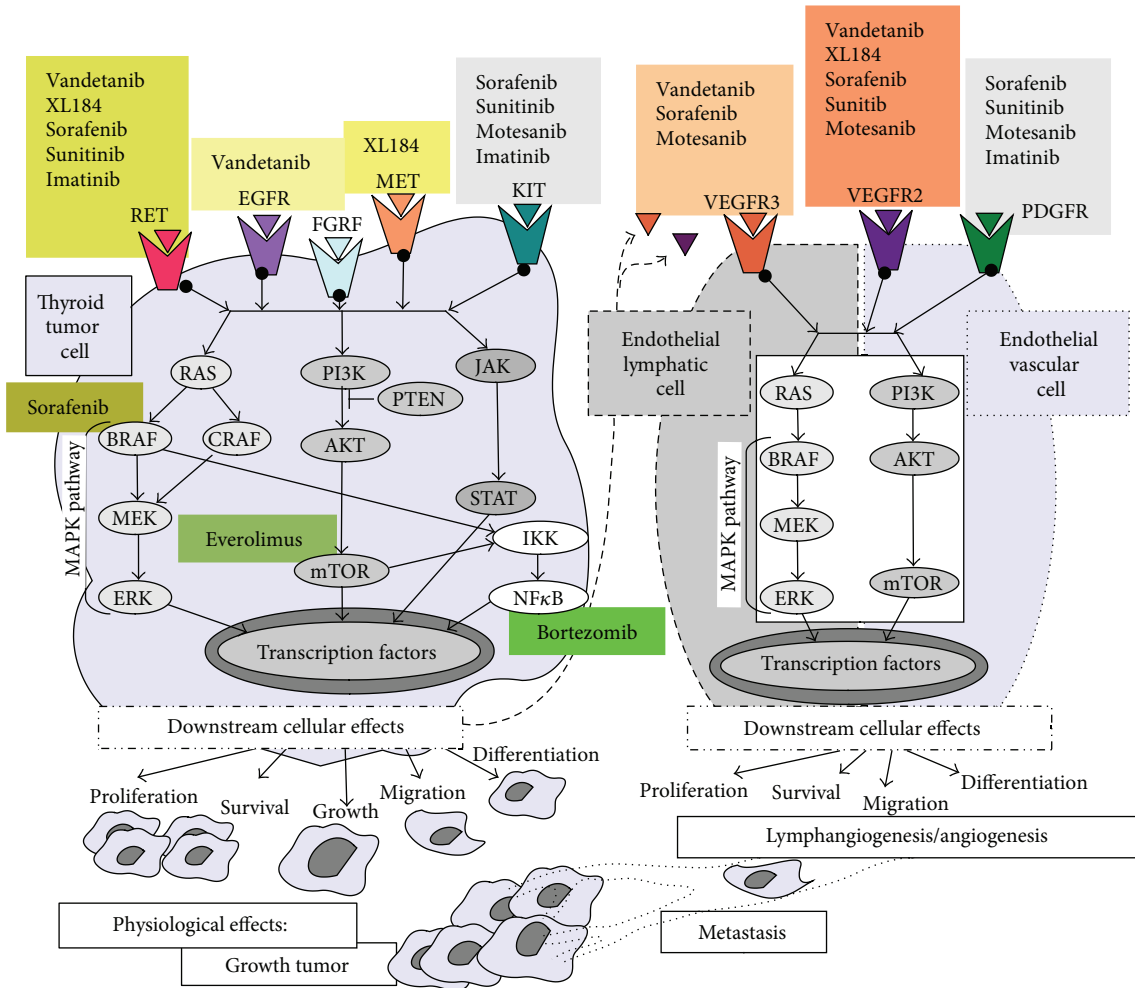 Vandetanib
XL184
Sorafenib
Sunitinib
Imatinib
RET
Vandetanib
EGFR
FGRF
XL184
MET
Sorafenib
Sunitinib
Motesanib
Imatinib
KIT
Vandetanib
Sorafenib
Motesanib
VEGFR3
Vandetanib
XL184
Sorafenib
Sunitib
Motesanib
VEGFR2
Sorafenib
Sunitinib
Motesanib
Imatinib
PDGFR
Thyroid
tumor
cell
RAS
PI3K
JAK
PTEN
Sorafenib
BRAF
CRAF
AKT
MAPK pathway
MEK
STAT
Everolimus
IKK
mTOR
ERK
NFκB
Bortezomib
Transcription factors
Endothelial
lymphatic
cell
Endothelial
vascular
cell
RAS
PI3K
BRAF
AKT
MAPK pathway
MEK
ERK
mTOR
Transcription factors
Downstream cellular effects
Proliferation
Survival
Growth
Migration
Differentiation
Downstream cellular effects
Proliferation
Survival
Migration
Differentiation
Lymphangiogenesis/angiogenesis
Physiological effects:
Growth tumor
Metastasis